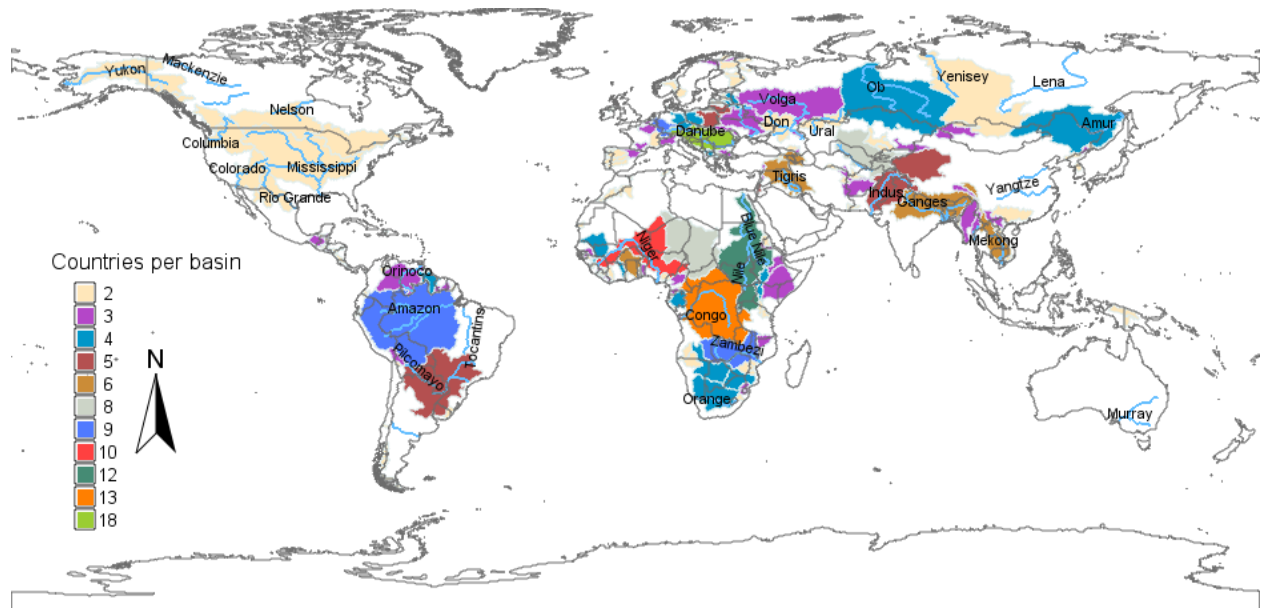 Yukon
Mackenzie
Nelson
Columbia
Colorado
Mississippi
Rio Grande
Volga
Ob
Yenisey
Lena
Don
Danube
Ural
Amur
Tigris
Indus
Ganges
Yangtze
Mekong
Niger
Blue Nile
Nile
Orinoco
Amazon
Tocantins
Pilcomayo
Congo
Zambezi
Orange
Murray
Countries per basin
2
3
4
5
6
8
9
10
12
13
18
N